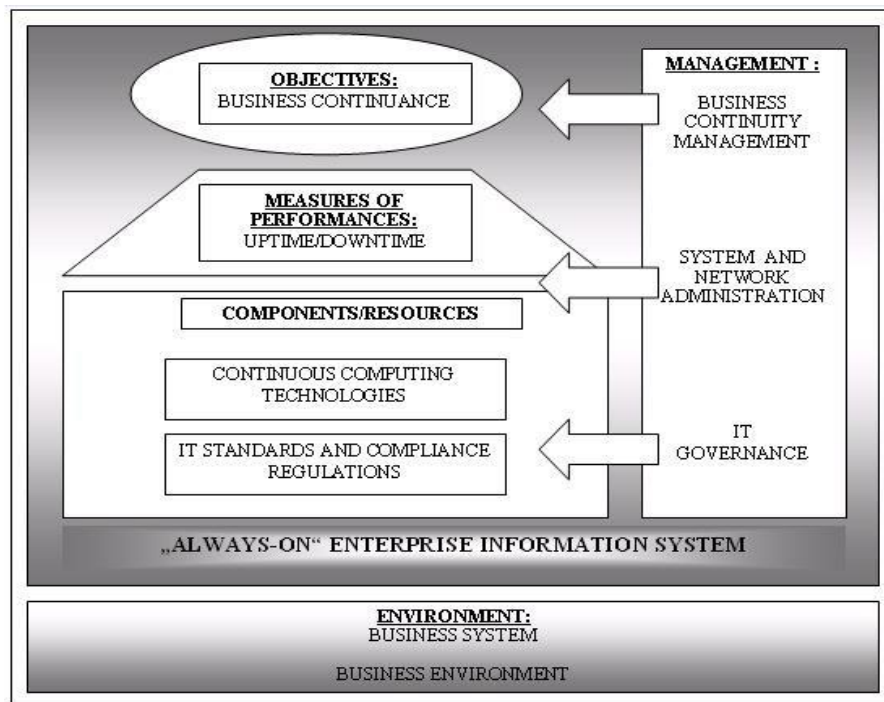 OBJECTIVES:
BUSINESS CONTINUANCE
MEASURES OF
PERFORMANCES:
UPTIME/DOWNTIME
COMPONENTS/RESOURCES
CONTINUOUS COMPUTING
TECHNOLOGIES
IT STANDARDS AND COMPLIANCE
REGULATIONS
MANAGEMENT :
BUSINESS
CONTINUITY
MANAGEMENT
SYSTEM AND
NETWORK
ADMINISTRATION
IT
GOVERNANCE
„ALWAYS-ON“ ENTERPRISE INFORMATION SYSTEM
ENVIRONMENT:
BUSINESS SYSTEM
BUSINESS ENVIRONMENT